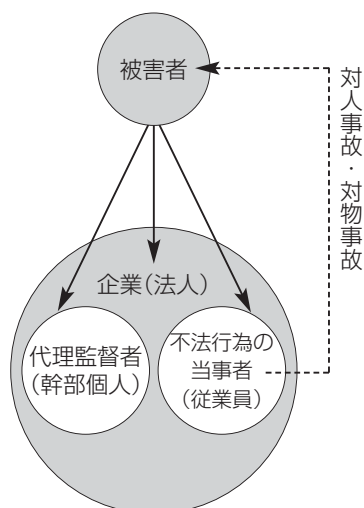 被害者
対人事故・対物事故
企業(法人)
代理監督者
(幹部個人)
不法行為の
当事者
(従業員)